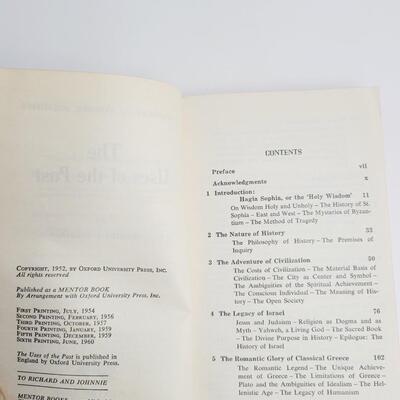 COPYRIGHT, 1952, BY OXFORD UNIVERSITY PRESS, INC.
All rights reserved
Published as a MENTOR BOOK
By Arrangement with Oxford University Press, Inc.
FIRST PRINTING, JULY, 1954
SECOND PRINTING, FEBRUARY, 1956
THIRD PRINTING, OCTOBER, 1957
FOURTH PRINTING, JANUARY, 1959
FIFTH PRINTING, DECEMBER, 1959
SIXTH PRINTING, JUNE, 1960
The Uses of the Past is published in
England by Oxford University Press.
TO RICHARD AND JOHNNIE
MENTOR BOOKS
CONTENTS
Preface vii
Acknowledgments x
1 Introduction:
Hagia Sophia, or the 'Holy Wisdom' 11
On Wisdom Holy and Unholy — The History of St.
Sophia — East and West — The Mysteries of Byzan-
tium — The Method of Tragedy
2 The Nature of History 33
The Philosophy of History — The Premises of
Inquiry
3 The Adventure of Civilization 50
The Costs of Civilization — The Material Basis of
Civilization — The City as Center and Symbol —
The Ambiguities of the Spiritual Achievement —
The Conscious Individual — The Meaning of His-
tory — The Open Society
4 The Legacy of Israel 76
Jesus and Judaism — Religion as Dogma and as
Myth — Yahweh, a Living God — The Sacred Book
— The Divine Purpose in History — Epilogue: The
History of Israel
5 The Romantic Glory of Classical Greece 102
The Romantic Legend — The Unique Achieve-
ment of Greece — The Limitations of Greece —
Plato and the Ambiguities of Idealism — The Hel-
lenistic Age — The Legacy of Humanism